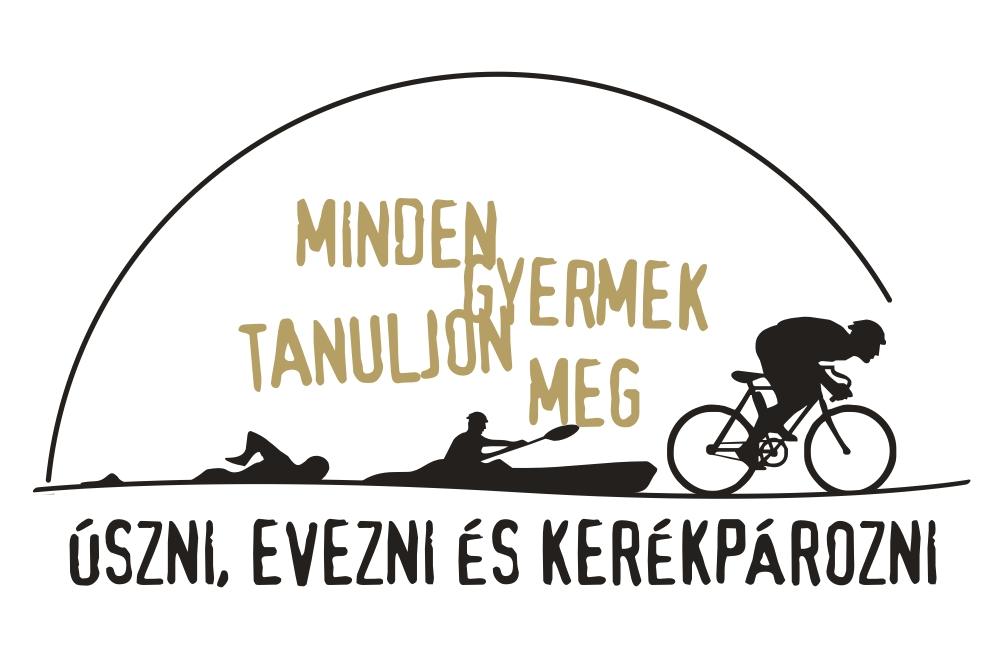 MINDEN
GYERMEK
TANULJON
MEG
ÚSZNI, EVEZNI ÉS KERÉKPÁROZNI